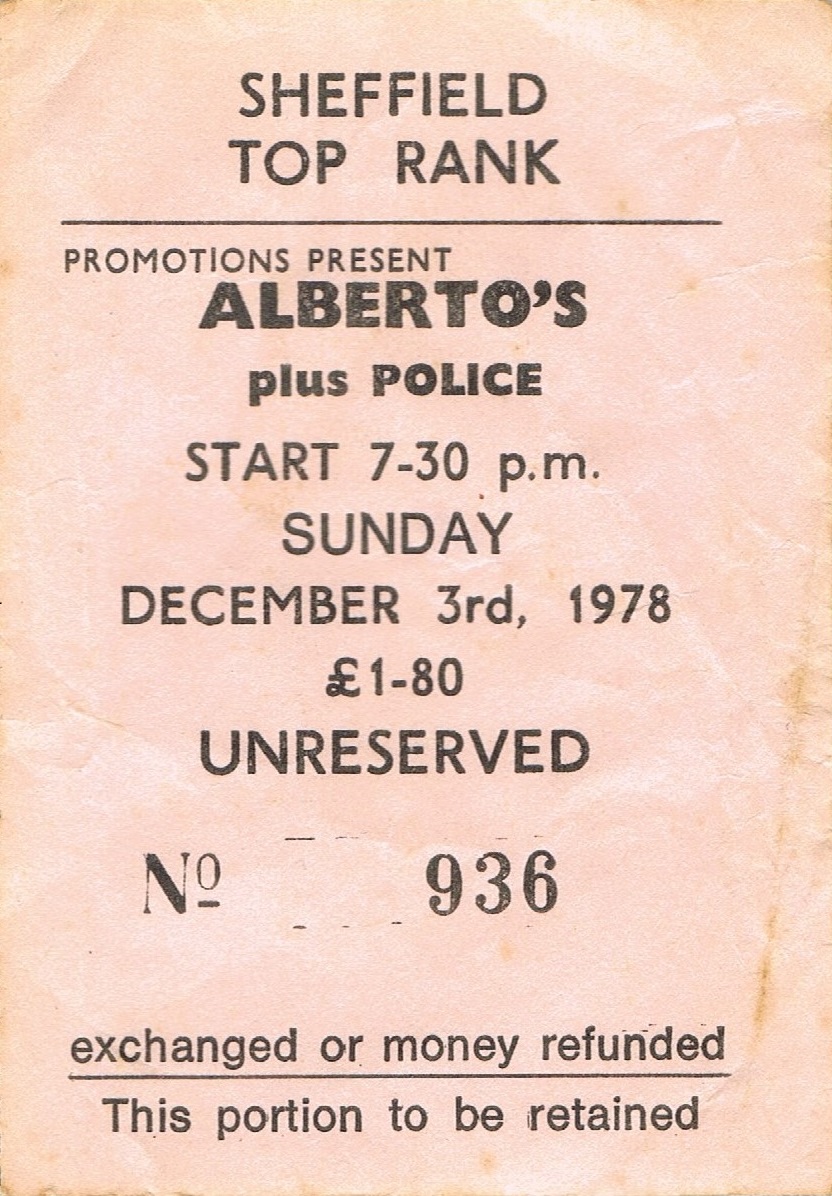 SHEFFIELD
TOP RANK
PROMOTIONS PRESENT
ALBERTO'S
plus POLICE
START 7-30 p.m.
SUNDAY
DECEMBER 3rd, 1978
£1-80
UNRESERVED
Nº 936
exchanged or money refunded
This portion to be retained